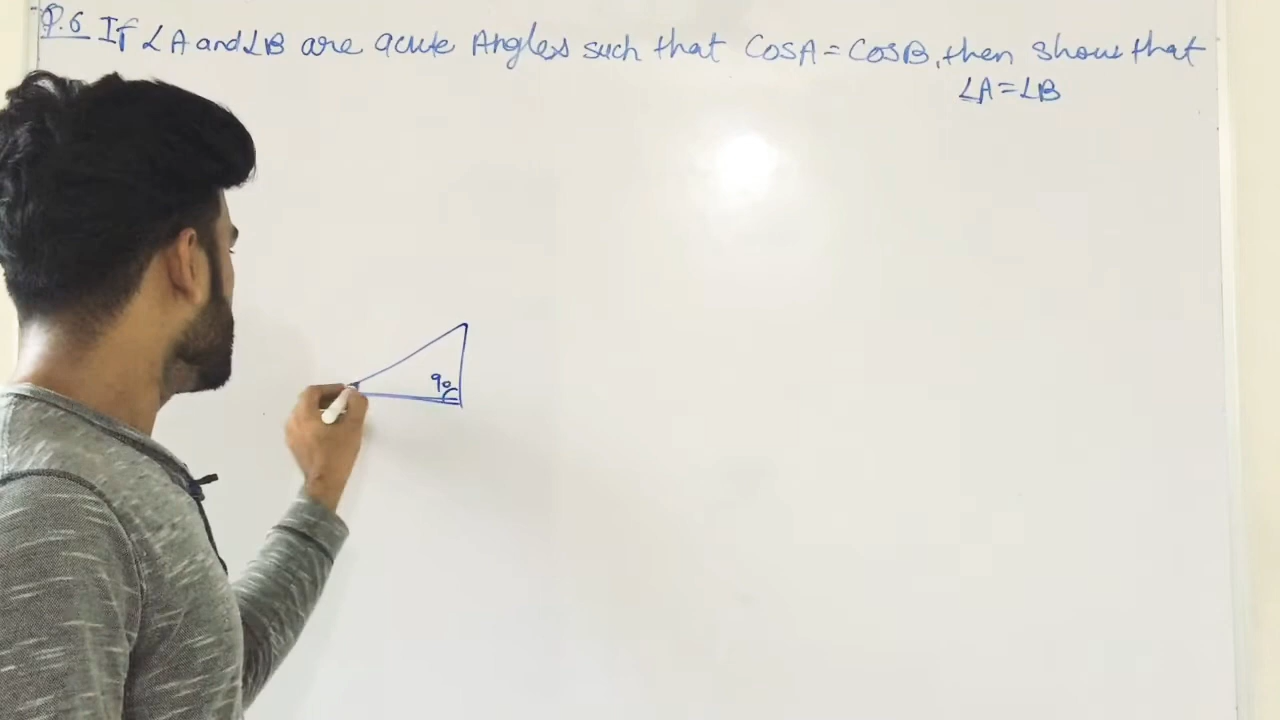 Q.6 If ∠A and ∠B are acute Angles such that CosA = CosB, then show that
∠A = ∠B
90